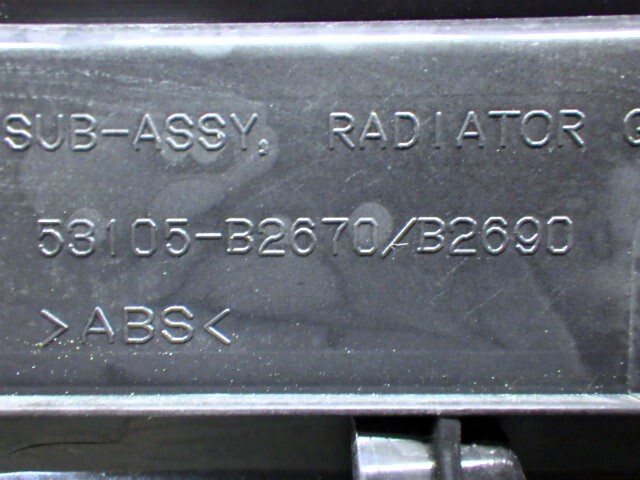 SUB-ASSY, RADIATOR G
53105-B2670/B2690
>ABS<